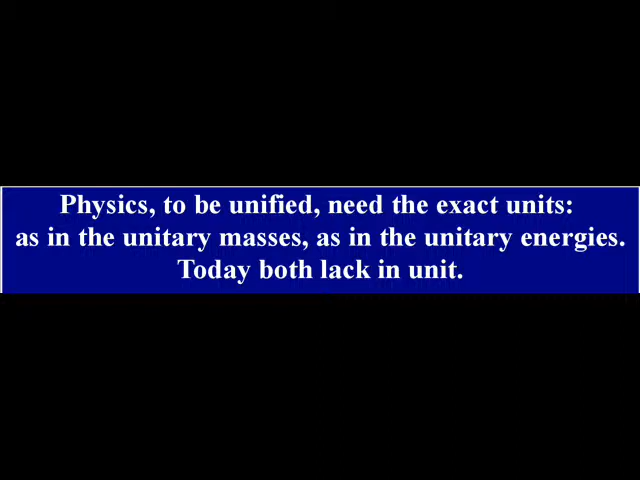 Physics, to be unified, need the exact units:
as in the unitary masses, as in the unitary energies.
Today both lack in unit.